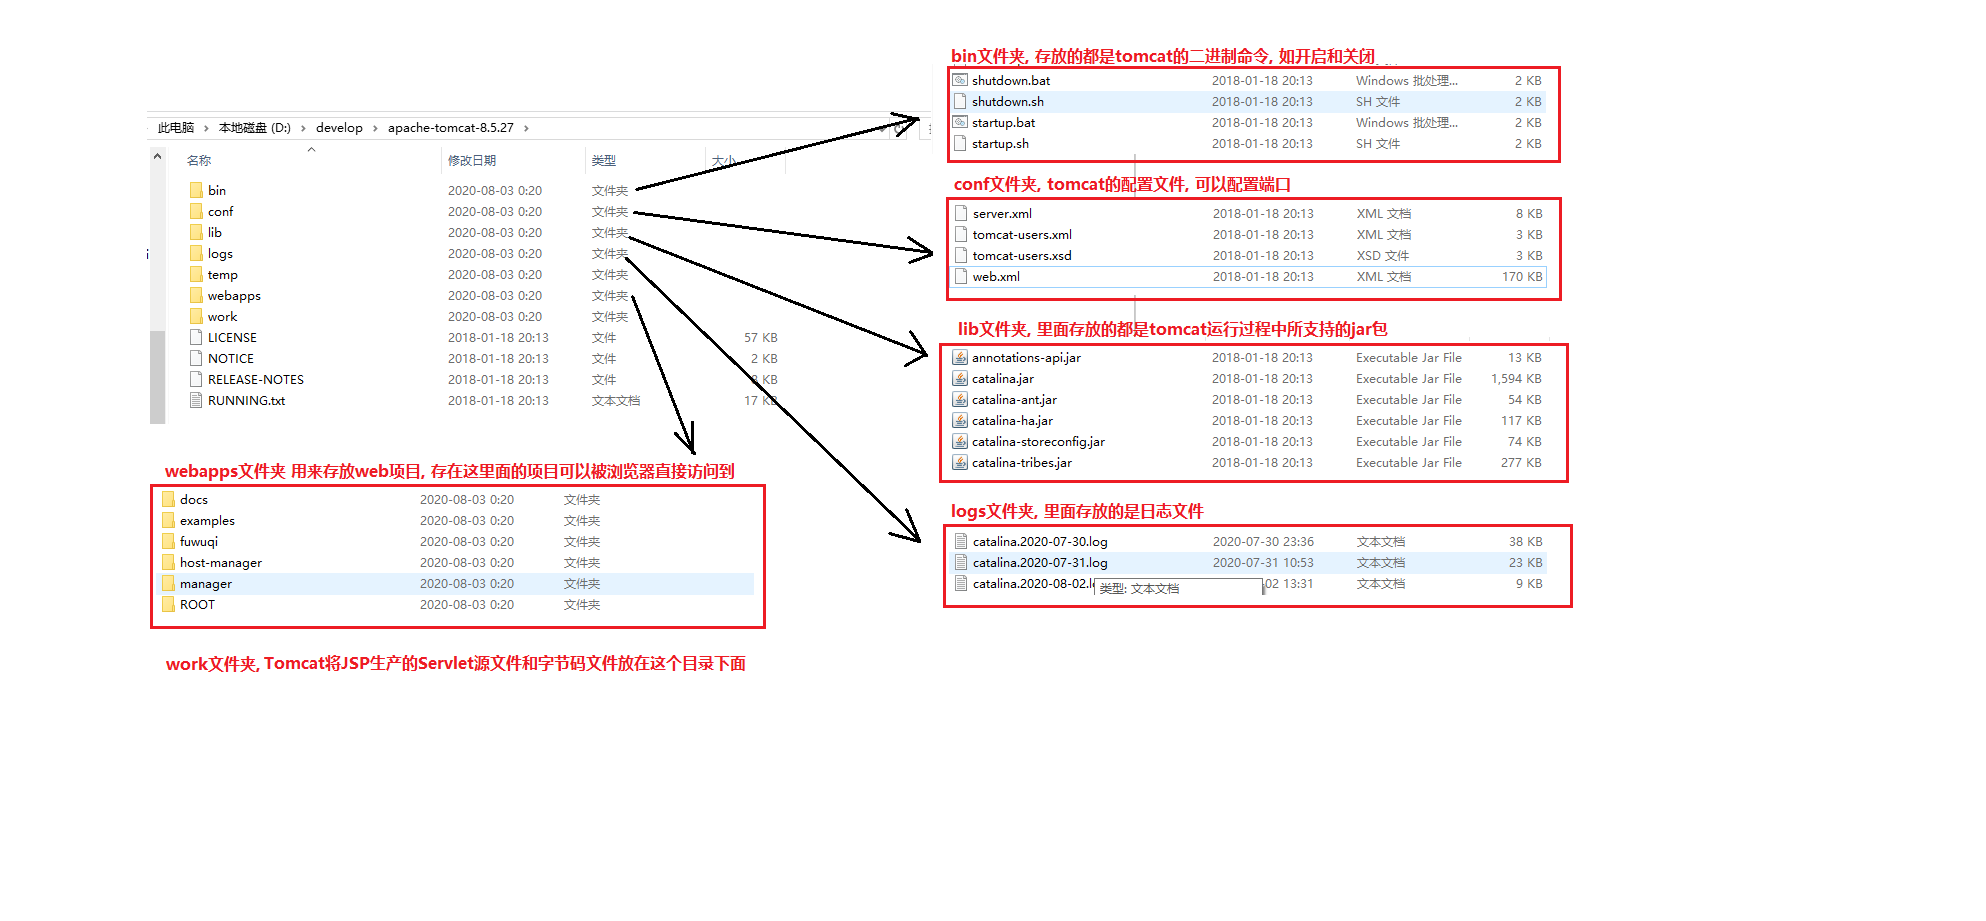 此电脑 › 本地磁盘 (D:) › develop › apache-tomcat-8.5.27 ›
名称 修改日期 类型 大小
bin 2020-08-03 0:20 文件夹
conf 2020-08-03 0:20 文件夹
lib 2020-08-03 0:20 文件夹
logs 2020-08-03 0:20 文件夹
temp 2020-08-03 0:20 文件夹
webapps 2020-08-03 0:20 文件夹
work 2020-08-03 0:20 文件夹
LICENSE 2018-01-18 20:13 文件 57 KB
NOTICE 2018-01-18 20:13 文件 2 KB
RELEASE-NOTES 2018-01-18 20:13 文件 KB
RUNNING.txt 2018-01-18 20:13 文本文档 17 KB
webapps文件夹 用来存放web项目, 存在这里面的项目可以被浏览器直接访问到
docs 2020-08-03 0:20 文件夹
examples 2020-08-03 0:20 文件夹
fuwuqi 2020-08-03 0:20 文件夹
host-manager 2020-08-03 0:20 文件夹
manager 2020-08-03 0:20 文件夹
ROOT 2020-08-03 0:20 文件夹
work文件夹, Tomcat将JSP生产的Servlet源文件和字节码文件放在这个目录下面
bin文件夹, 存放的都是tomcat的二进制命令, 如开启和关闭
shutdown.bat 2018-01-18 20:13 Windows 批处理... 2 KB
shutdown.sh 2018-01-18 20:13 SH 文件 2 KB
startup.bat 2018-01-18 20:13 Windows 批处理... 2 KB
startup.sh 2018-01-18 20:13 SH 文件 2 KB
conf文件夹, tomcat的配置文件, 可以配置端口
server.xml 2018-01-18 20:13 XML 文档 8 KB
tomcat-users.xml 2018-01-18 20:13 XML 文档 3 KB
tomcat-users.xsd 2018-01-18 20:13 XSD 文件 3 KB
web.xml 2018-01-18 20:13 XML 文档 170 KB
lib文件夹, 里面存放的都是tomcat运行过程中所支持的jar包
annotations-api.jar 2018-01-18 20:13 Executable Jar File 13 KB
catalina.jar 2018-01-18 20:13 Executable Jar File 1,594 KB
catalina-ant.jar 2018-01-18 20:13 Executable Jar File 54 KB
catalina-ha.jar 2018-01-18 20:13 Executable Jar File 117 KB
catalina-storeconfig.jar 2018-01-18 20:13 Executable Jar File 74 KB
catalina-tribes.jar 2018-01-18 20:13 Executable Jar File 277 KB
logs文件夹, 里面存放的是日志文件
catalina.2020-07-30.log 2020-07-30 23:36 文本文档 38 KB
catalina.2020-07-31.log 2020-07-31 10:53 文本文档 23 KB
catalina.2020-08-02.l 02 13:31 文本文档 9 KB
类型: 文本文档